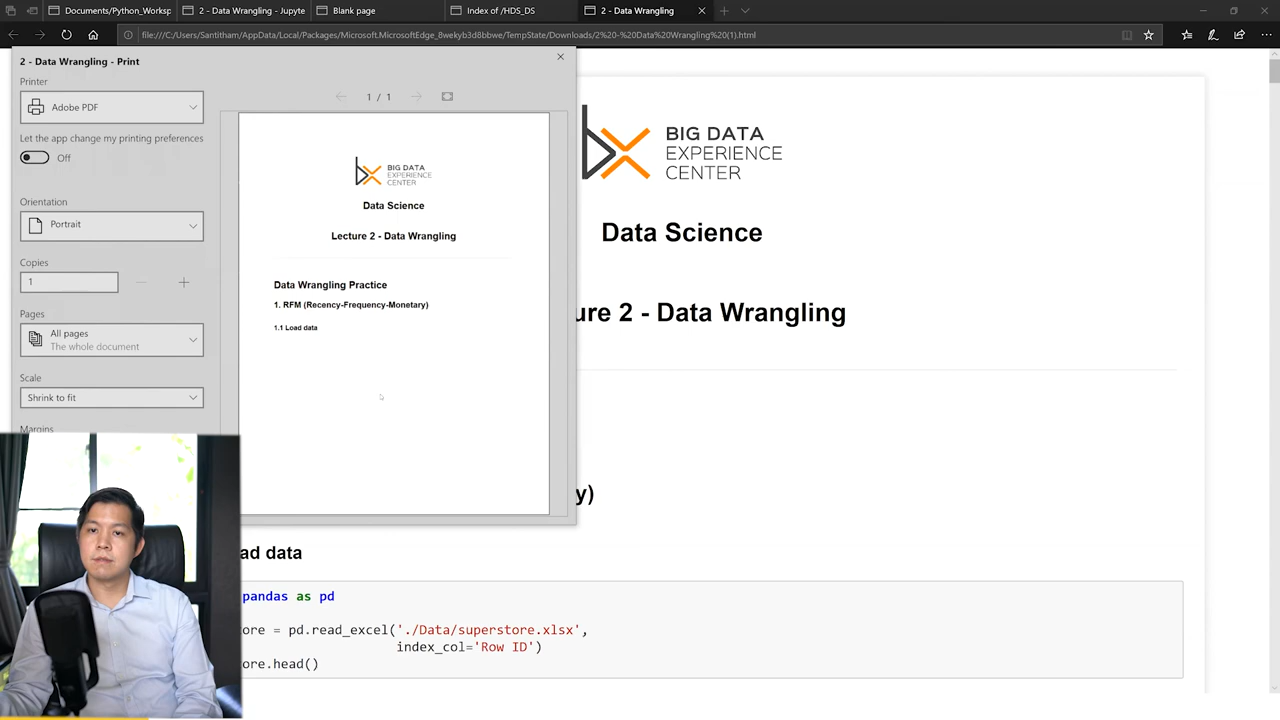 Documents/Python_Worksp
2 - Data Wrangling - Jupyte
Blank page
Index of /HDS_DS
2 - Data Wrangling
file:///C:/Users/Santitham/AppData/Local/Packages/Microsoft.MicrosoftEdge_8wekyb3d8bbwe/TempState/Downloads/2%20-%20Data%20Wrangling (1).html
2 - Data Wrangling - Print
Printer
Adobe PDF
Let the app change my printing preferences
Off
Orientation
Portrait
Copies
1
Pages
All pages
The whole document
Scale
Shrink to fit
Margins
1 / 1
BIG DATA
EXPERIENCE
CENTER
Data Science
Lecture 2 - Data Wrangling
Data Wrangling Practice
1. RFM (Recency-Frequency-Monetary)
1.1 Load data
BIG DATA
EXPERIENCE
CENTER
Data Science
ure 2 - Data Wrangling
y)
ad data
pandas as pd
ore = pd.read_excel('./Data/superstore.xlsx',
index_col='Row ID')
ore.head()